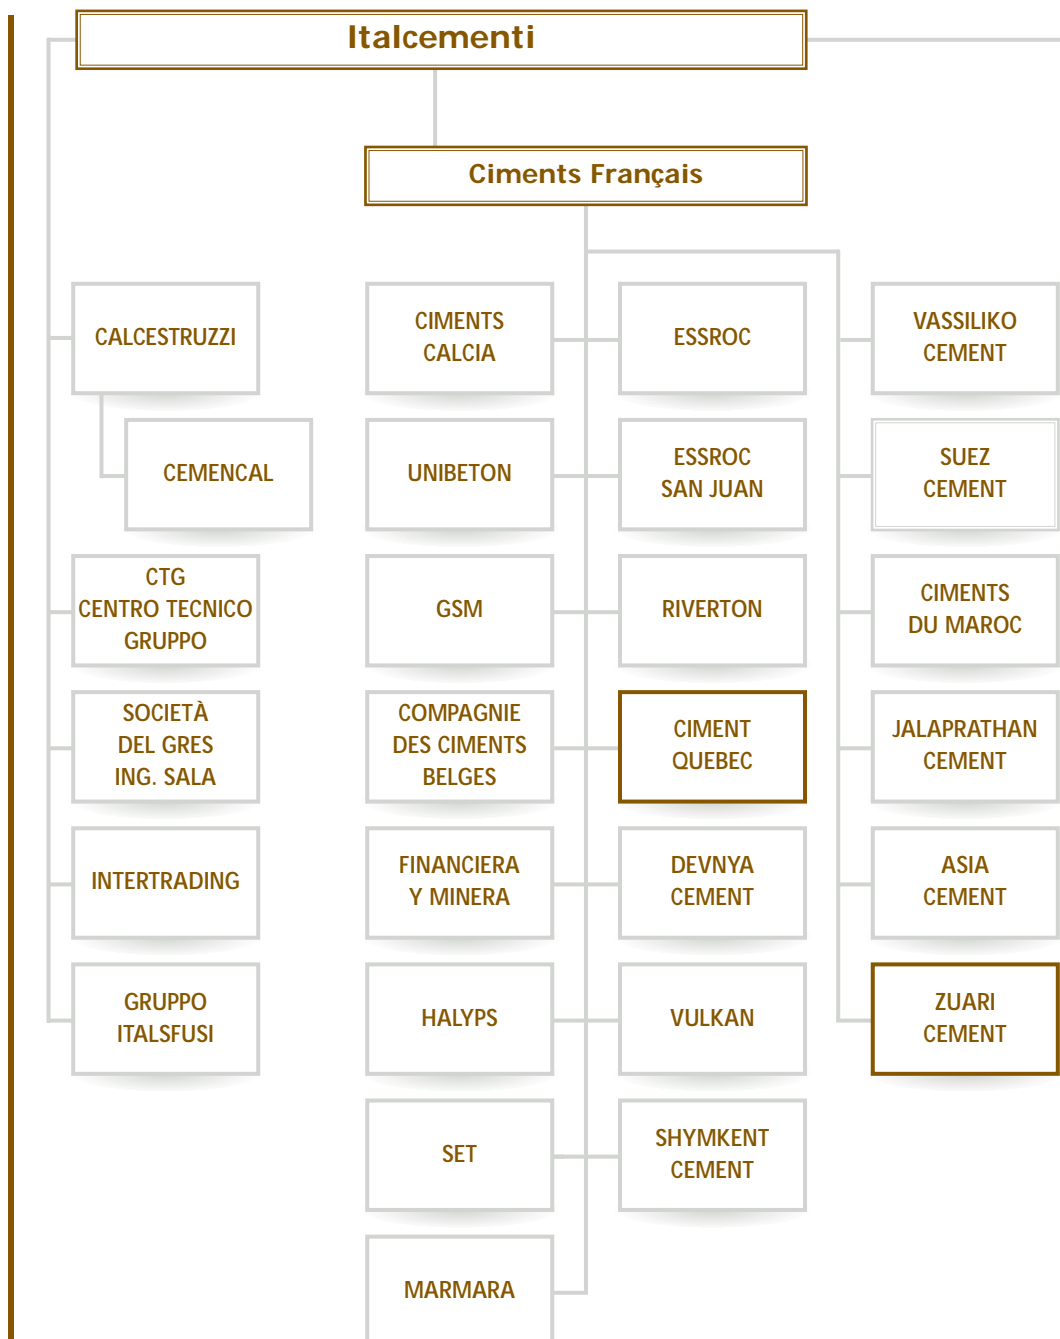 Italcementi
Ciments Français
CALCESTRUZZI
CEMENCAL
CTG
CENTRO TECNICO
GRUPPO
SOCIETÀ
DEL GRES
ING. SALA
INTERTRADING
GRUPPO
ITALSFUSI
CIMENTS
CALCIA
UNIBETON
GSM
COMPAGNIE
DES CIMENTS
BELGES
FINANCIERA
Y MINERA
HALYPS
SET
MARMARA
ESSROC
ESSROC
SAN JUAN
RIVERTON
CIMENT
QUEBEC
DEVNYA
CEMENT
VULKAN
SHYMKENT
CEMENT
VASSILIKO
CEMENT
SUEZ
CEMENT
CIMENTS
DU MAROC
JALAPRATHAN
CEMENT
ASIA
CEMENT
ZUARI
CEMENT